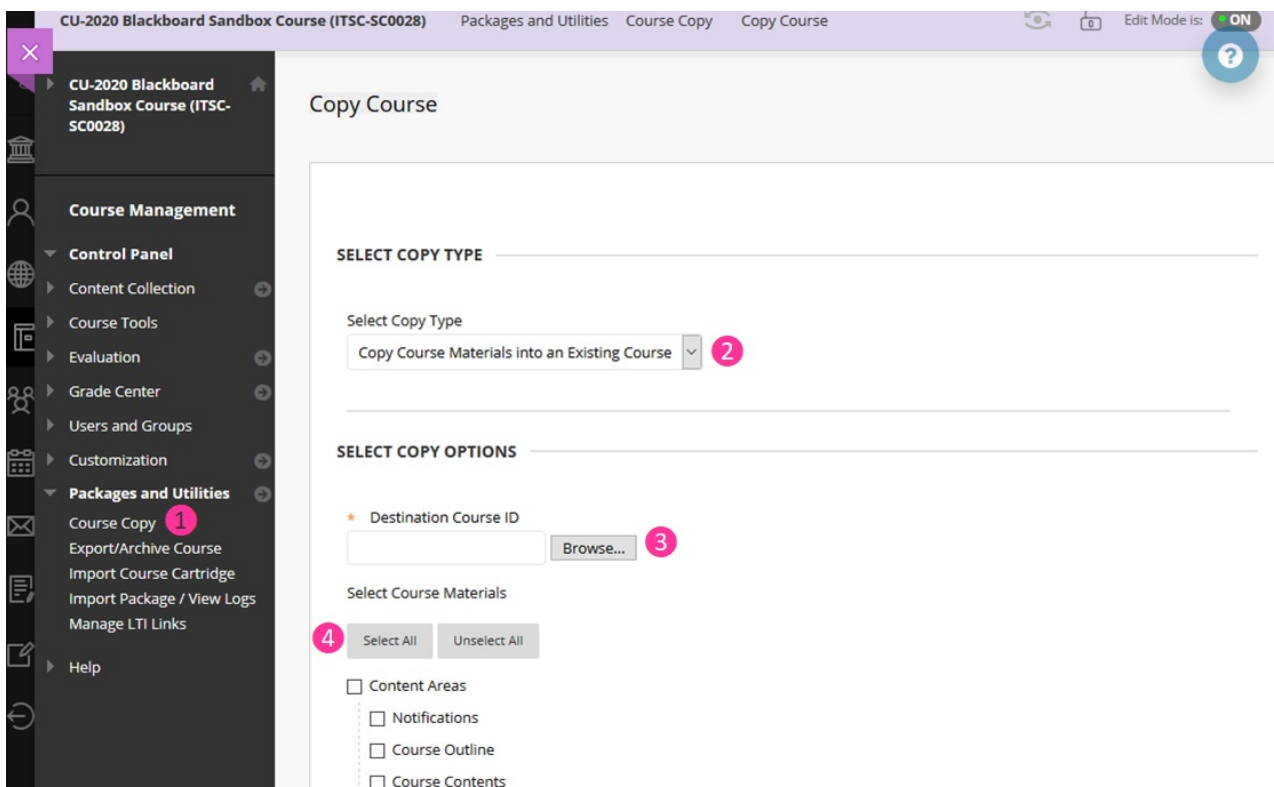 CU-2020 Blackboard Sandbox Course (ITSC-SC0028) Packages and Utilities Course Copy Copy Course 0 Edit Mode is: ON
?
CU-2020 Blackboard
Sandbox Course (ITSC-
SC0028)
Course Management
Control Panel
Content Collection
Course Tools
Evaluation
Grade Center
Users and Groups
Customization
Packages and Utilities
Course Copy 1
Export/Archive Course
Import Course Cartridge
Import Package / View Logs
Manage LTI Links
Help
Copy Course
SELECT COPY TYPE
Select Copy Type
Copy Course Materials into an Existing Course 2
SELECT COPY OPTIONS
* Destination Course ID
Browse... 3
Select Course Materials
4 Select All Unselect All
Content Areas
Notifications
Course Outline
Course Contents